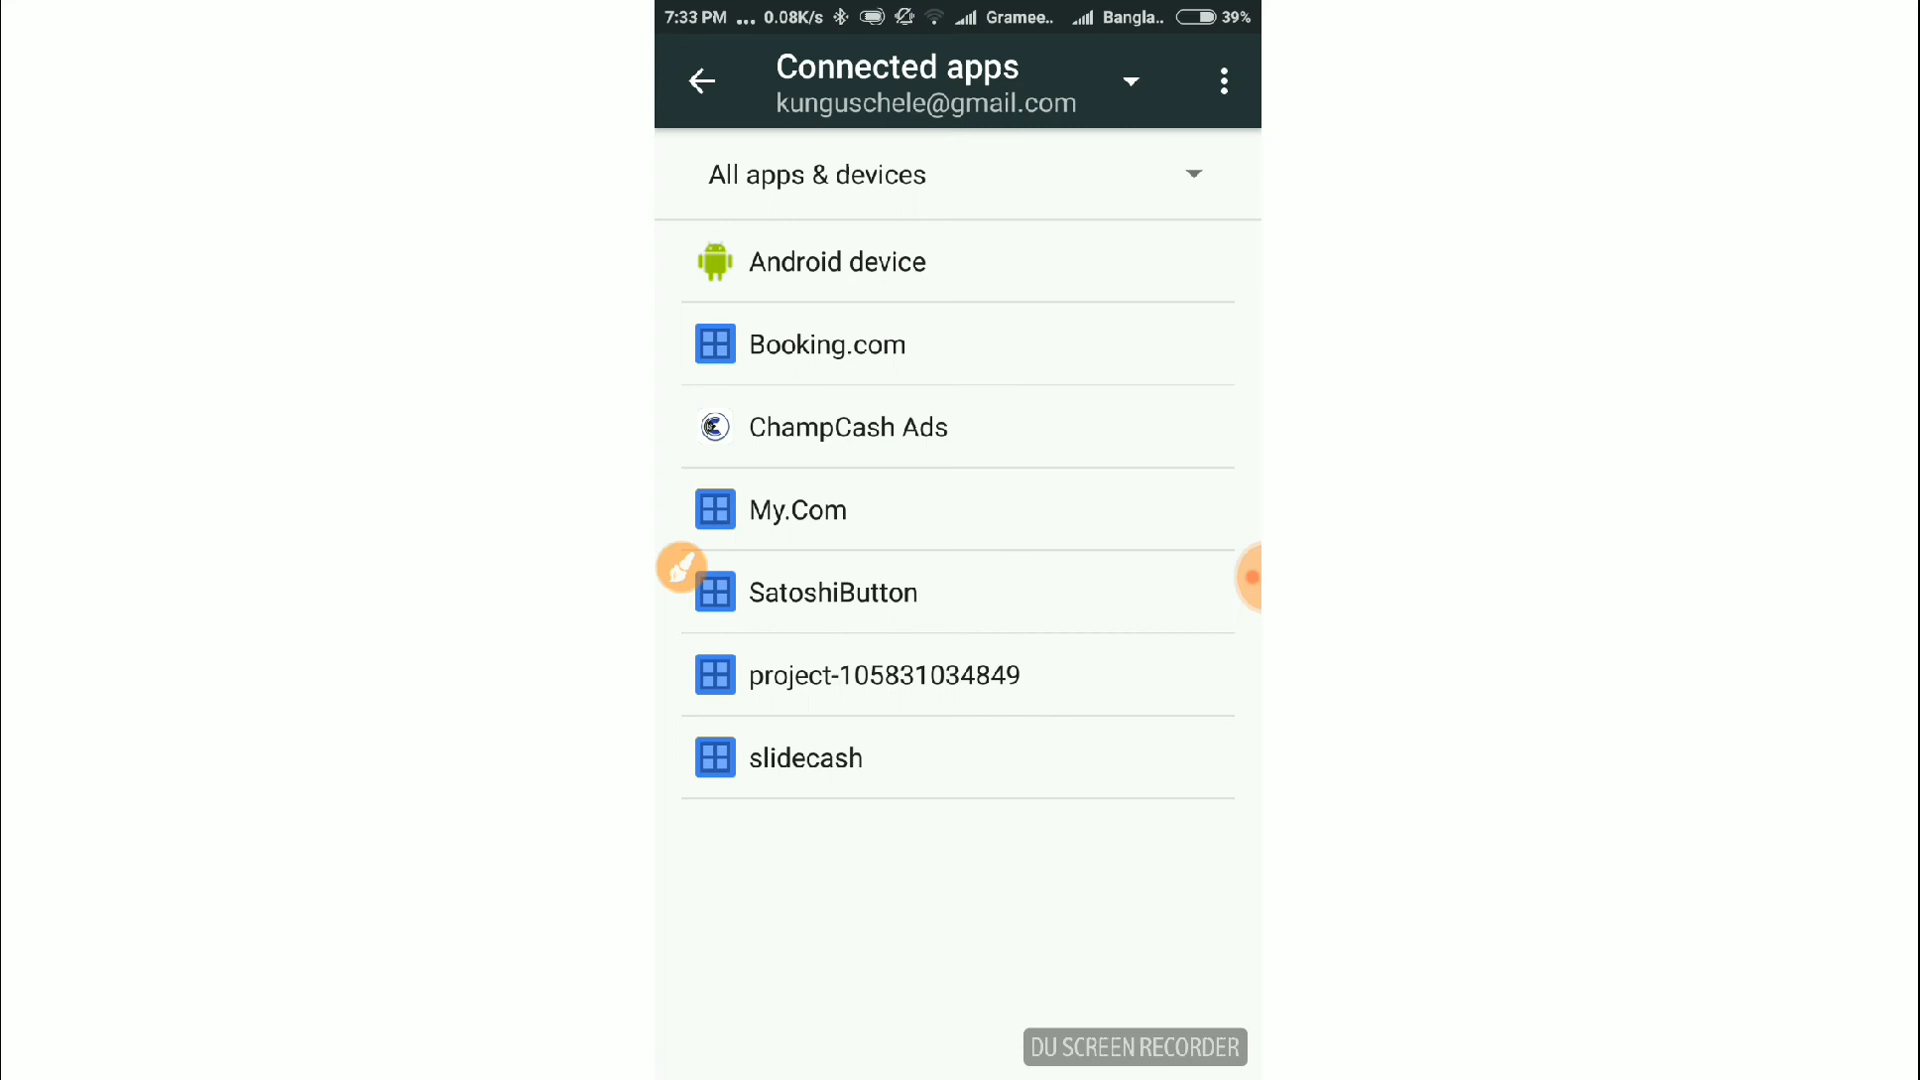 7:33 PM ... 0.08K/s Gramee.. Bangla.. 39%
Connected apps
kunguschele@gmail.com
All apps & devices
Android device
Booking.com
ChampCash Ads
My.Com
SatoshiButton
project-105831034849
slidecash
DU SCREEN RECORDER